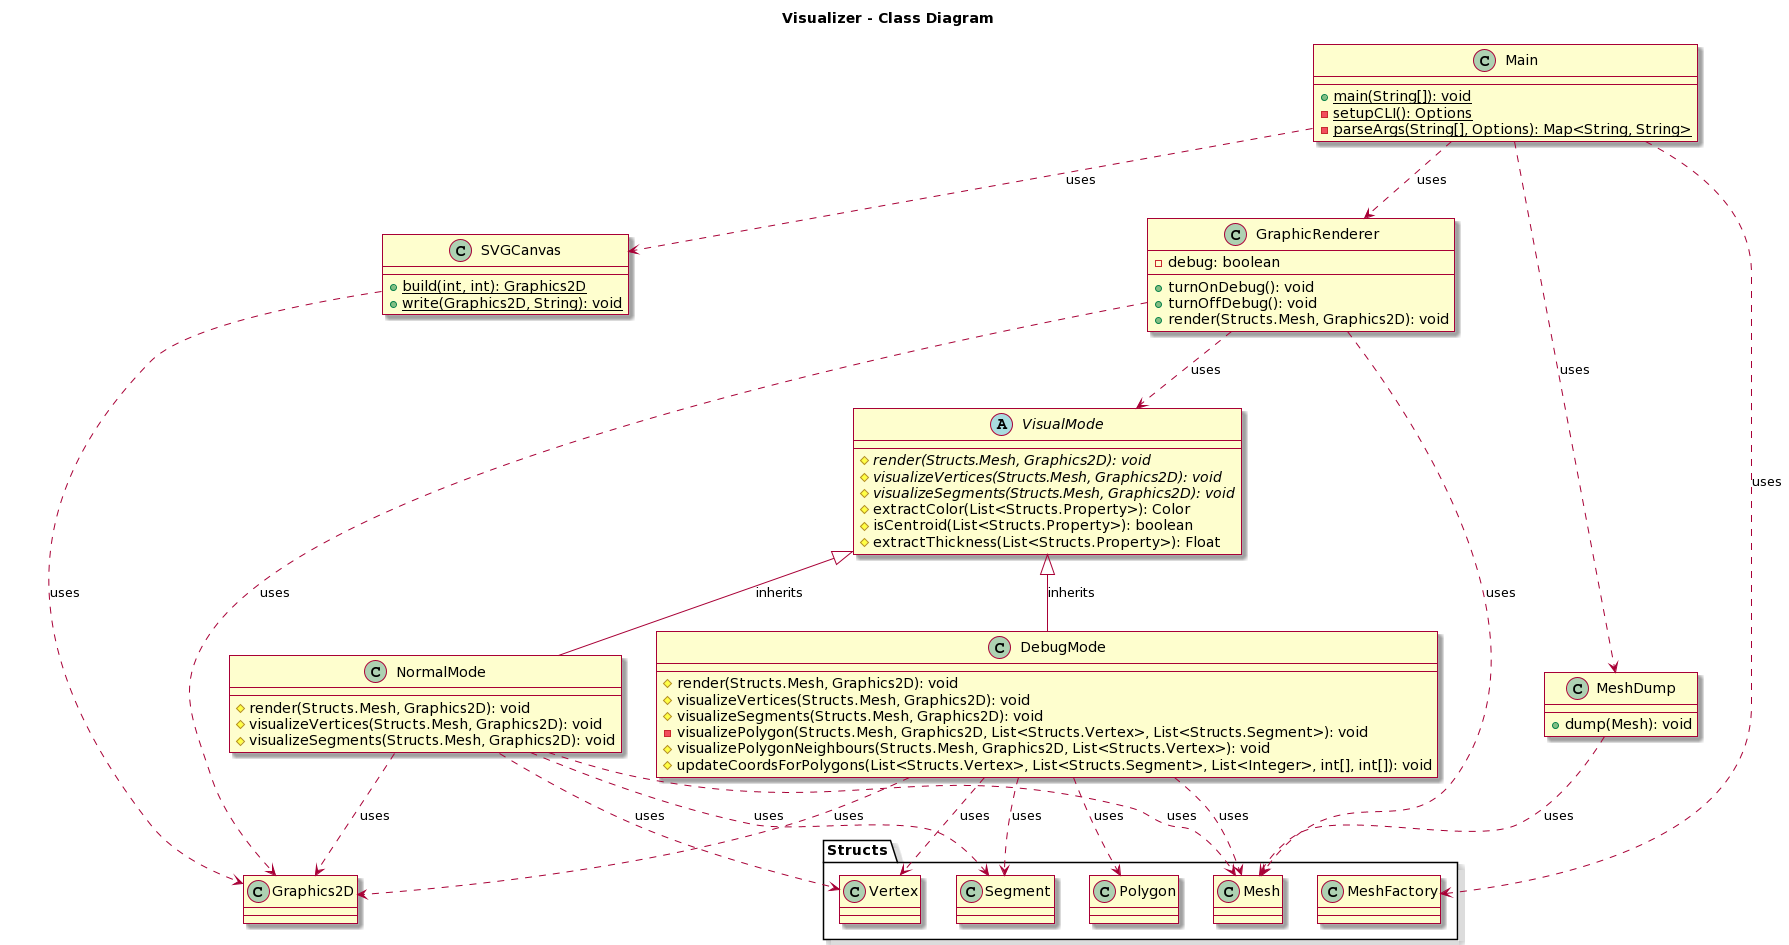 Visualizer - Class Diagram
C Main
main(String[]): void
setupCLI(): Options
parseArgs(String[], Options): Map<String, String>
uses
uses
C SVGCanvas
build(int, int): Graphics2D
write(Graphics2D, String): void
C GraphicRenderer
debug: boolean
turnOnDebug(): void
turnOffDebug(): void
render(Structs.Mesh, Graphics2D): void
uses
uses
A VisualMode
render(Structs.Mesh, Graphics2D): void
visualizeVertices(Structs.Mesh, Graphics2D): void
visualizeSegments(Structs.Mesh, Graphics2D): void
extractColor(List<Structs.Property>): Color
isCentroid(List<Structs.Property>): boolean
extractThickness(List<Structs.Property>): Float
uses
uses
uses
inherits
inherits
uses
C NormalMode
render(Structs.Mesh, Graphics2D): void
visualizeVertices(Structs.Mesh, Graphics2D): void
visualizeSegments(Structs.Mesh, Graphics2D): void
C DebugMode
render(Structs.Mesh, Graphics2D): void
visualizeVertices(Structs.Mesh, Graphics2D): void
visualizeSegments(Structs.Mesh, Graphics2D): void
visualizePolygon(Structs.Mesh, Graphics2D, List<Structs.Vertex>, List<Structs.Segment>): void
visualizePolygonNeighbours(Structs.Mesh, Graphics2D, List<Structs.Vertex>): void
updateCoordsForPolygons(List<Structs.Vertex>, List<Structs.Segment>, List<Integer>, int[], int[]): void
C MeshDump
dump(Mesh): void
uses
uses
uses
uses
uses
uses
uses
uses
uses
uses
Structs
C Graphics2D
C Vertex
C Segment
C Polygon
C Mesh
C MeshFactory